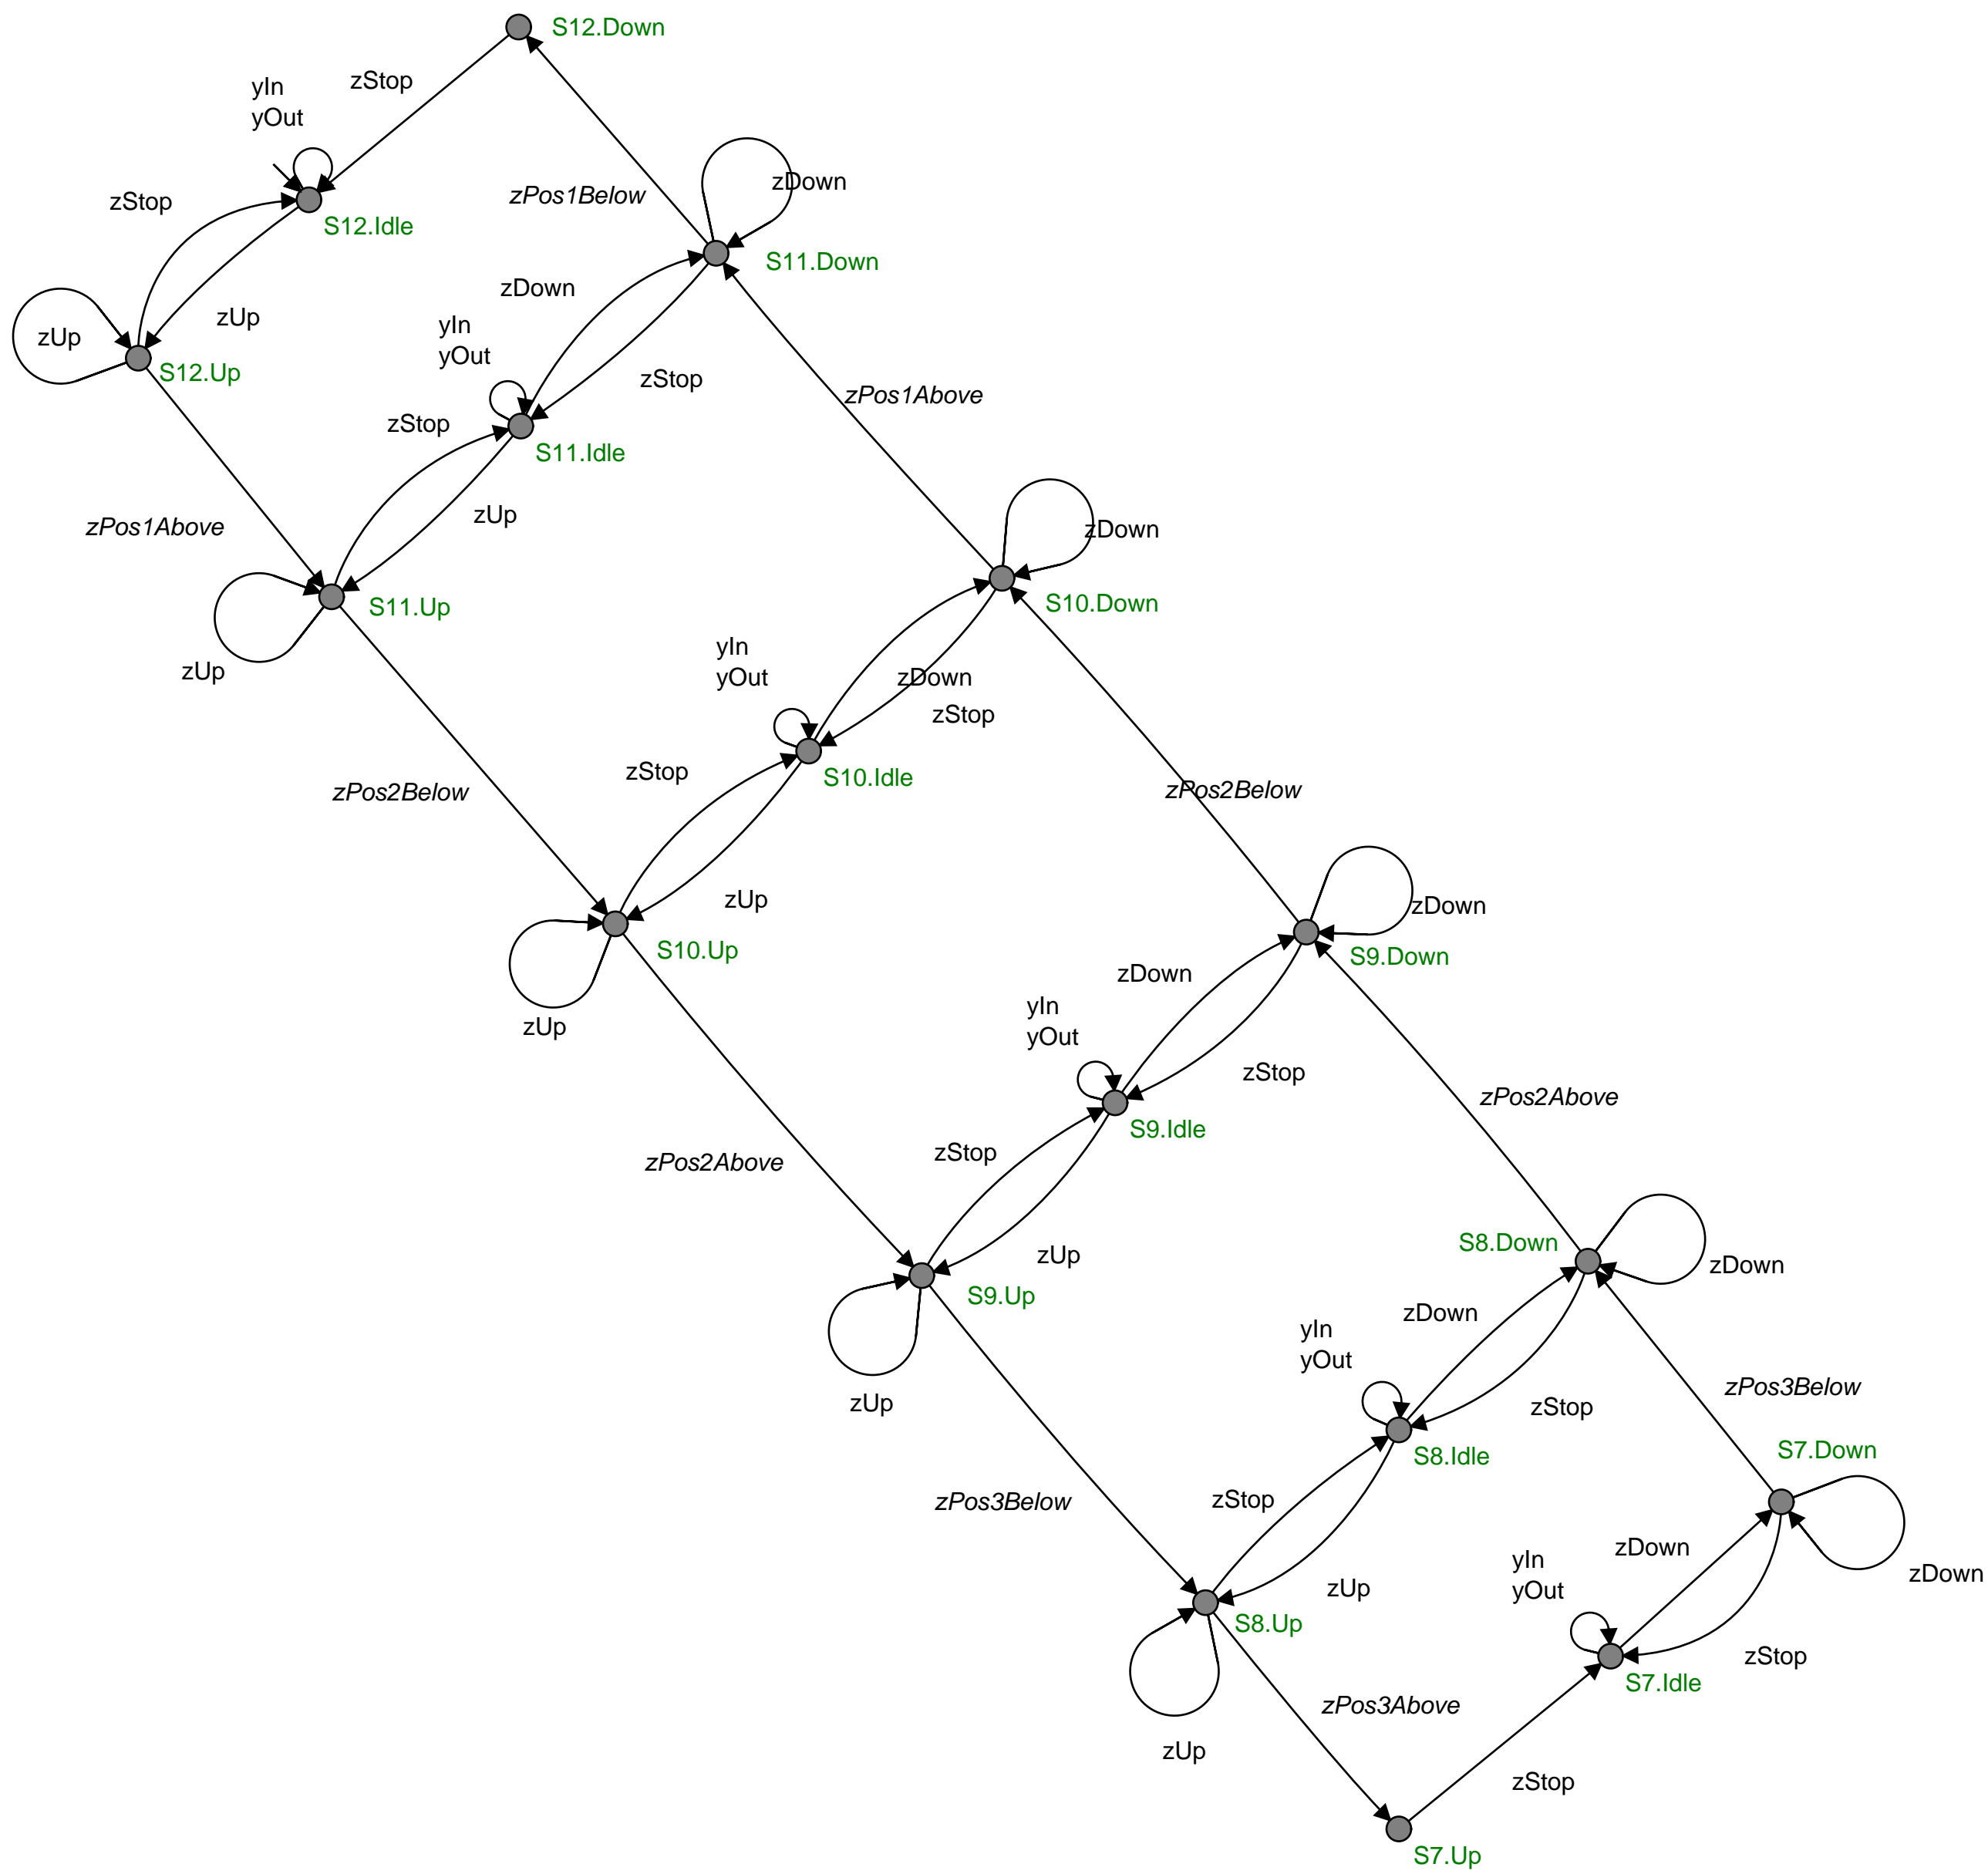 S12.Down
zStop
yIn
yOut
zDown
zPos1Below
zStop
S12.Idle
S11.Down
zDown
zUp
yIn
yOut
zUp
S12.Up
zStop
zPos1Above
zStop
S11.Idle
zUp
zPos1Above
zDown
S11.Up
S10.Down
yIn
yOut
zUp
zDown
zStop
zStop
S10.Idle
zPos2Below
zPos2Below
zUp
zDown
S10.Up
S9.Down
zDown
yIn
yOut
zUp
zStop
zPos2Above
S9.Idle
zStop
zPos2Above
S8.Down
zUp
zDown
S9.Up
zDown
yIn
yOut
zPos3Below
zUp
zStop
S7.Down
S8.Idle
zStop
zPos3Below
zDown
yIn
yOut
zDown
zUp
S8.Up
zStop
S7.Idle
zPos3Above
zUp
zStop
S7.Up